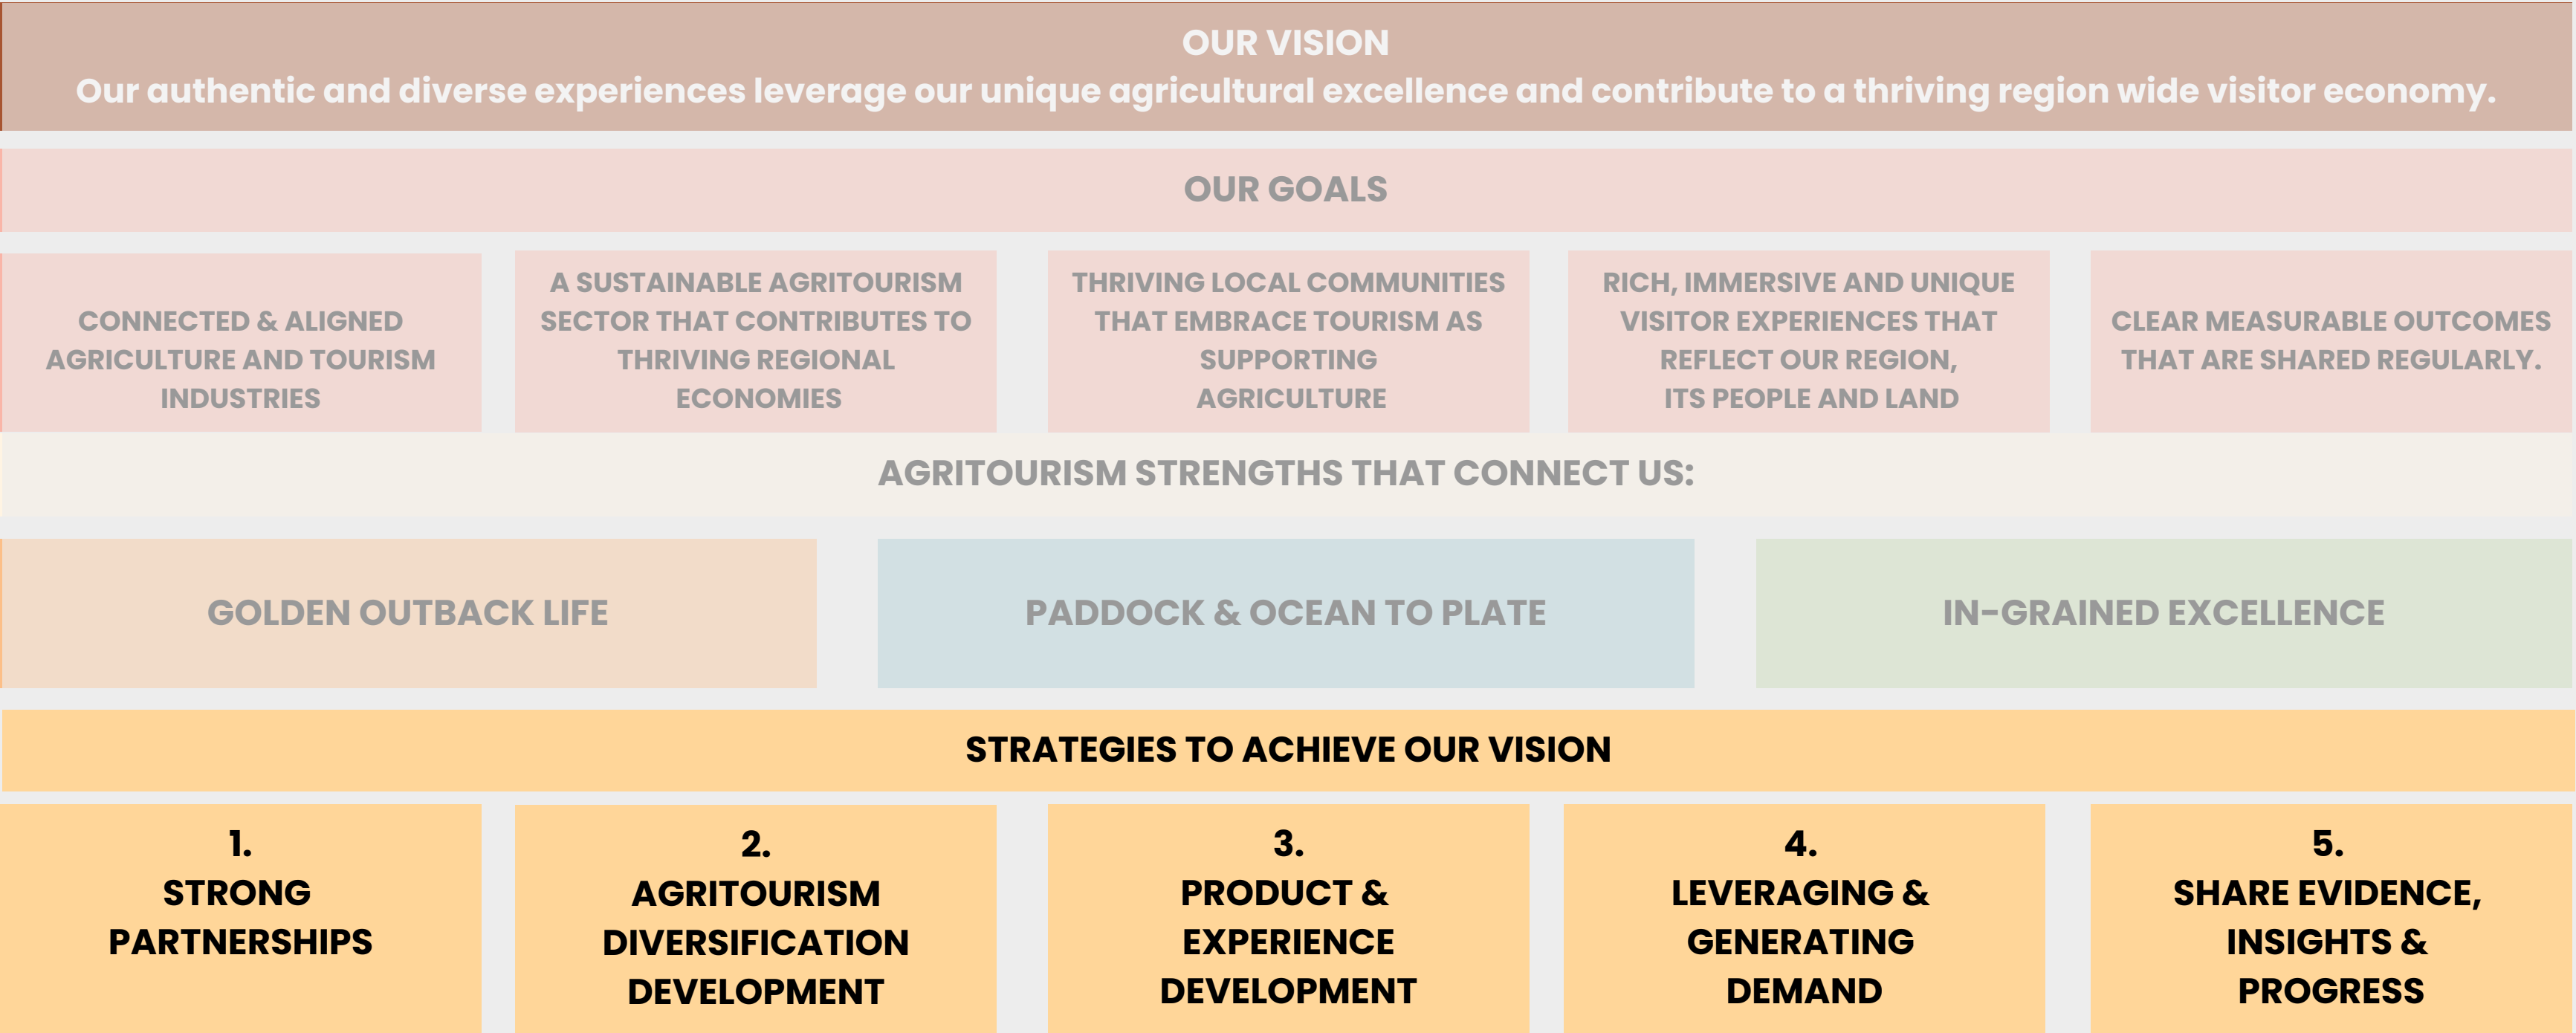 OUR VISION
Our authentic and diverse experiences leverage our unique agricultural excellence and contribute to a thriving region wide visitor economy.
OUR GOALS
CONNECTED & ALIGNED
AGRICULTURE AND TOURISM
INDUSTRIES
A SUSTAINABLE AGRITOURISM
SECTOR THAT CONTRIBUTES TO
THRIVING REGIONAL
ECONOMIES
THRIVING LOCAL COMMUNITIES
THAT EMBRACE TOURISM AS
SUPPORTING
AGRICULTURE
RICH, IMMERSIVE AND UNIQUE
VISITOR EXPERIENCES THAT
REFLECT OUR REGION,
ITS PEOPLE AND LAND
CLEAR MEASURABLE OUTCOMES
THAT ARE SHARED REGULARLY.
AGRITOURISM STRENGTHS THAT CONNECT US:
GOLDEN OUTBACK LIFE
PADDOCK & OCEAN TO PLATE
IN-GRAINED EXCELLENCE
STRATEGIES TO ACHIEVE OUR VISION
1.
STRONG
PARTNERSHIPS
2.
AGRITOURISM
DIVERSIFICATION
DEVELOPMENT
3.
PRODUCT &
EXPERIENCE
DEVELOPMENT
4.
LEVERAGING &
GENERATING
DEMAND
5.
SHARE EVIDENCE,
INSIGHTS &
PROGRESS